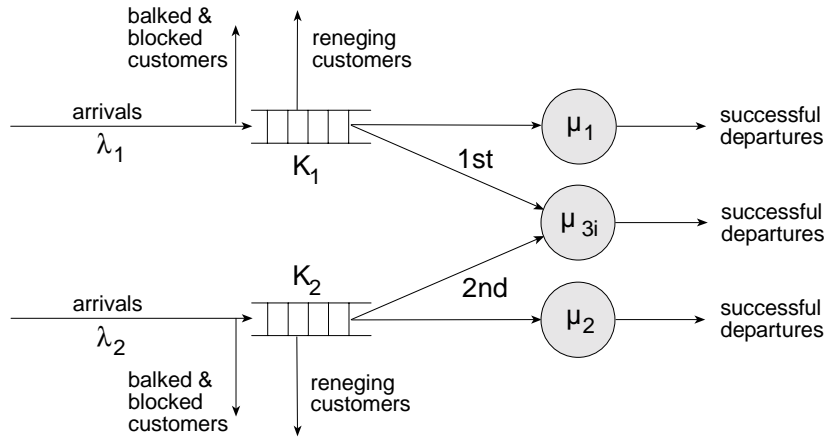 balked &
blocked
customers
reneging
customers
arrivals
λ1
K1
μ1
successful
departures
1st
μ3i
successful
departures
K2
2nd
arrivals
λ2
μ2
successful
departures
balked &
blocked
customers
reneging
customers